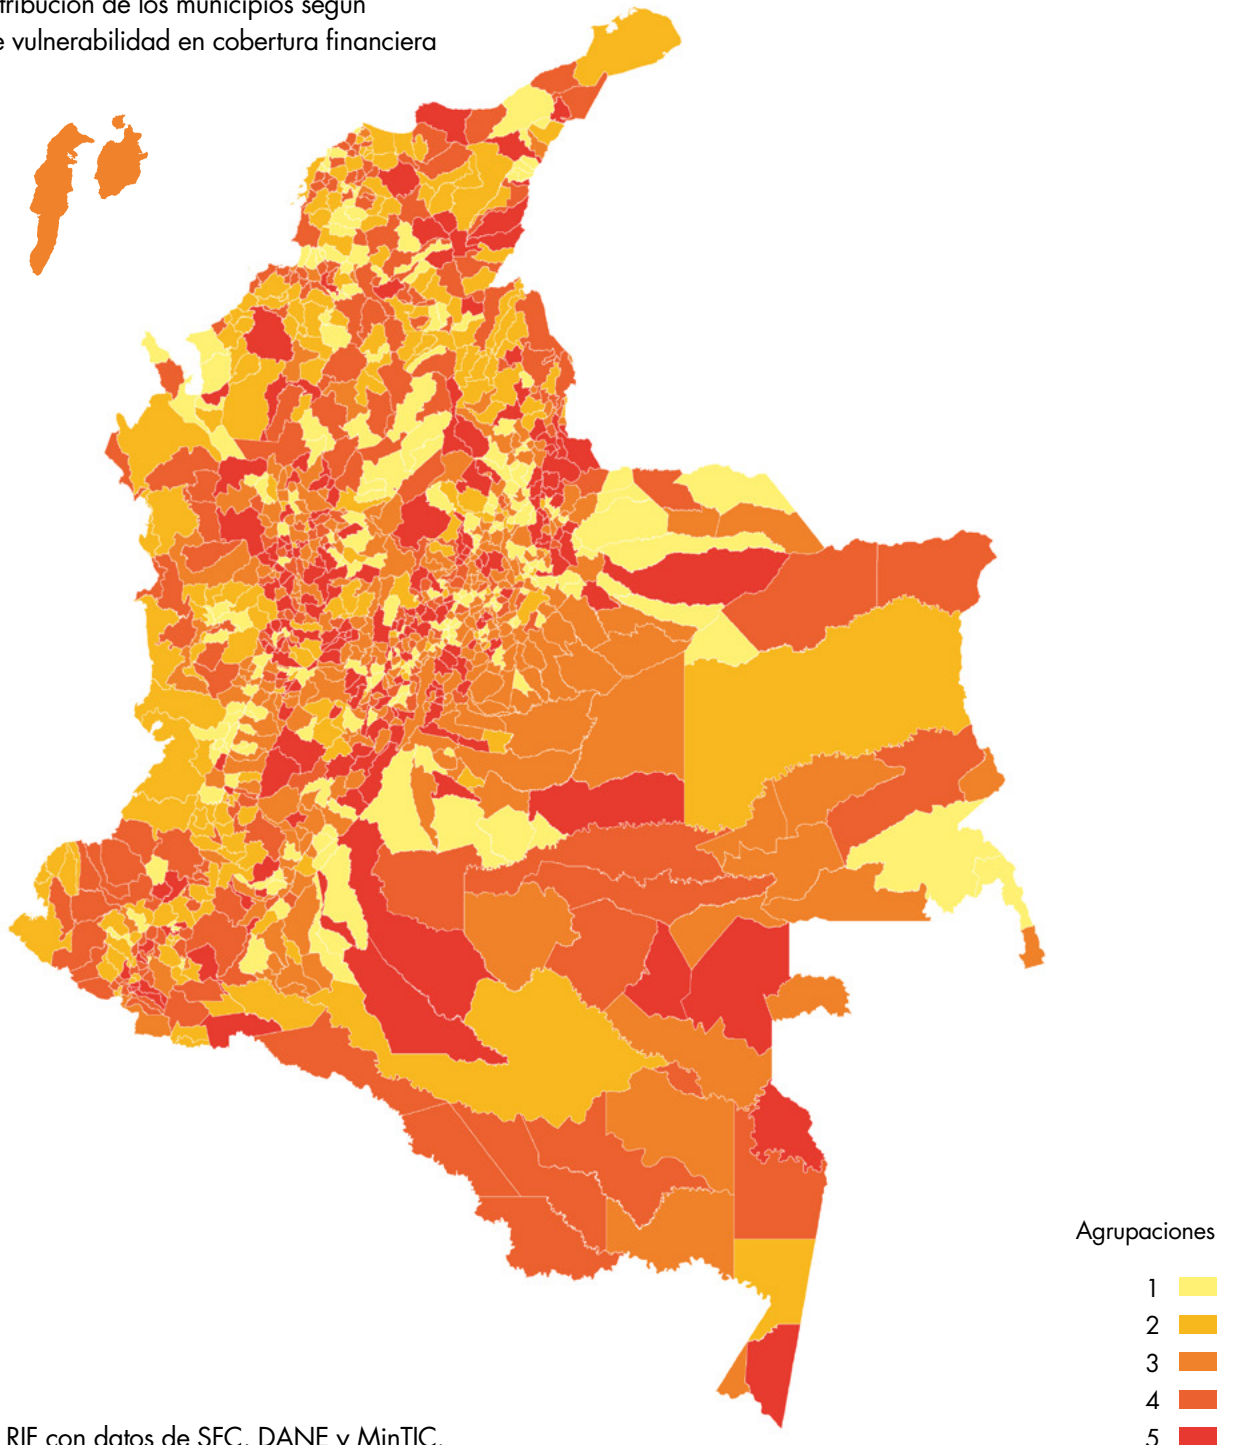 tribución de los municipios según
e vulnerabilidad en cobertura financiera
Agrupaciones
1
2
3
4
5
RIF con datos de SFC, DANE y MinTIC.